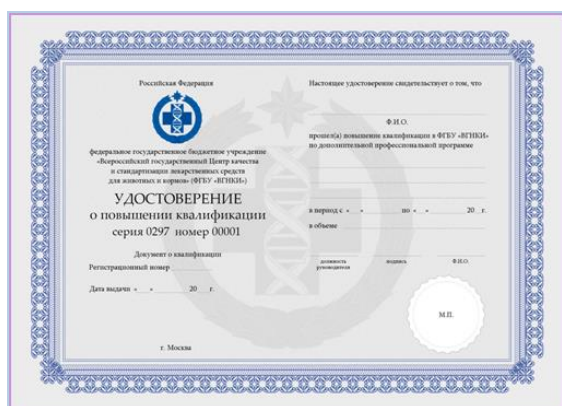 Российская Федерация
федеральное государственное бюджетное учреждение
«Всероссийский государственный Центр качества
и стандартизации лекарственных средств
для животных и кормов» (ФГБУ «ВГНКИ»)
УДОСТОВЕРЕНИЕ
о повышении квалификации
серия 0297 номер 00001
Документ о квалификации
Регистрационный номер
Дата выдачи « » 20 г.
г. Москва
Настоящее удостоверение свидетельствует о том, что
Ф.И.О.
прошел(а) повышение квалификации в ФГБУ «ВГНКИ»
по дополнительной профессиональной программе
в период с « » по « » 20 г.
в объеме
должность руководителя подпись Ф.И.О.
М.П.